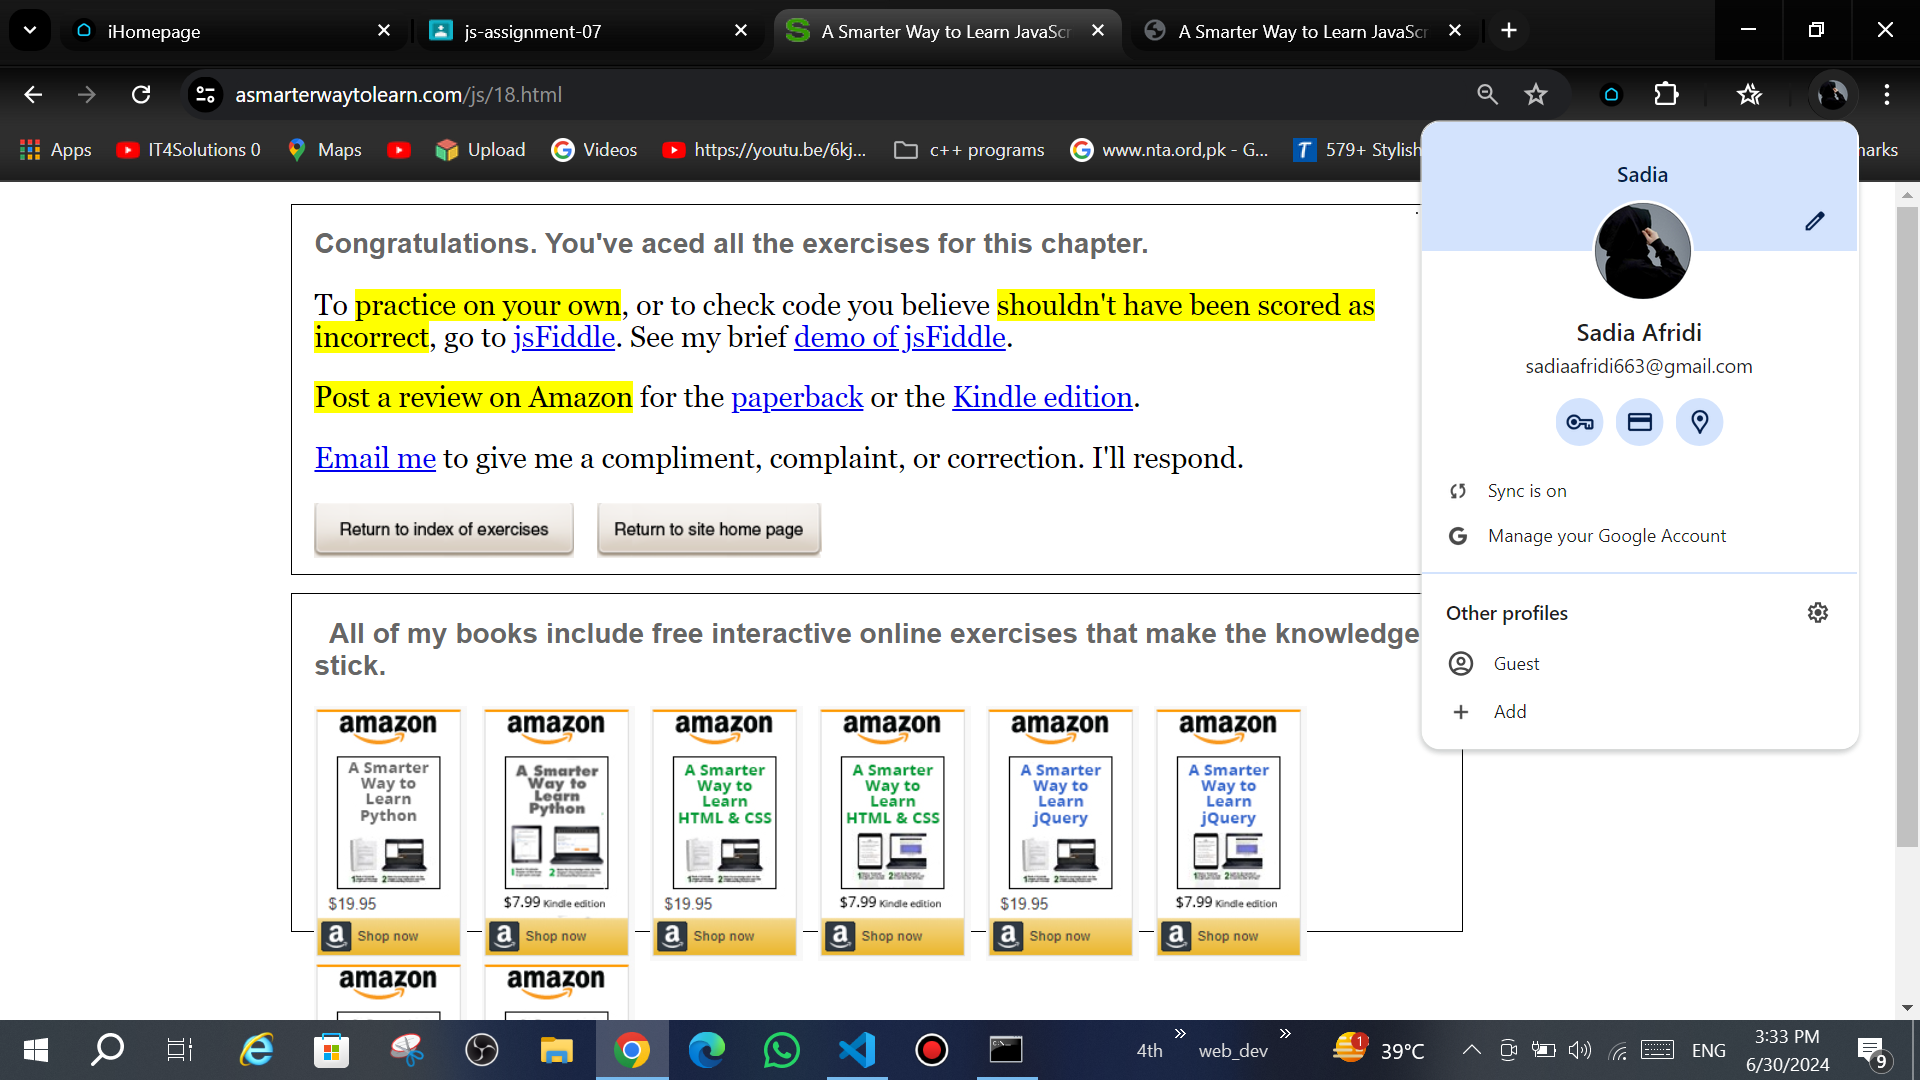 iHomepage
js-assignment-07
A Smarter Way to Learn JavaScr
A Smarter Way to Learn JavaScr
asmarterwaytolearn.com/js/18.html
Apps
IT4Solutions 0
Maps
Upload
Videos
https://youtu.be/6kj...
c++ programs
www.nta.ord,pk - G...
579+ Stylish
narks
Congratulations. You've aced all the exercises for this chapter.
To practice on your own, or to check code you believe shouldn't have been scored as
incorrect, go to jsFiddle. See my brief demo of jsFiddle.
Post a review on Amazon for the paperback or the Kindle edition.
Email me to give me a compliment, complaint, or correction. I'll respond.
Return to index of exercises
Return to site home page
Sadia
Sadia Afridi
sadiaafridi663@gmail.com
Sync is on
Manage your Google Account
Other profiles
Guest
Add
All of my books include free interactive online exercises that make the knowledge
stick.
amazon
A Smarter
Way to
Learn
Python
$19.95
Shop now
amazon
A Smarter
Way to
Learn
Python
$7.99 Kindle edition
Shop now
amazon
A Smarter
Way to
Learn
HTML & CSS
$19.95
Shop now
amazon
A Smarter
Way to
Learn
HTML & CSS
$7.99 Kindle edition
Shop now
amazon
A Smarter
Way to
Learn
jQuery
$19.95
Shop now
amazon
A Smarter
Way to
Learn
jQuery
$7.99 Kindle edition
Shop now
amazon
amazon
4th
web_dev
1
39°C
ENG
3:33 PM
6/30/2024
9